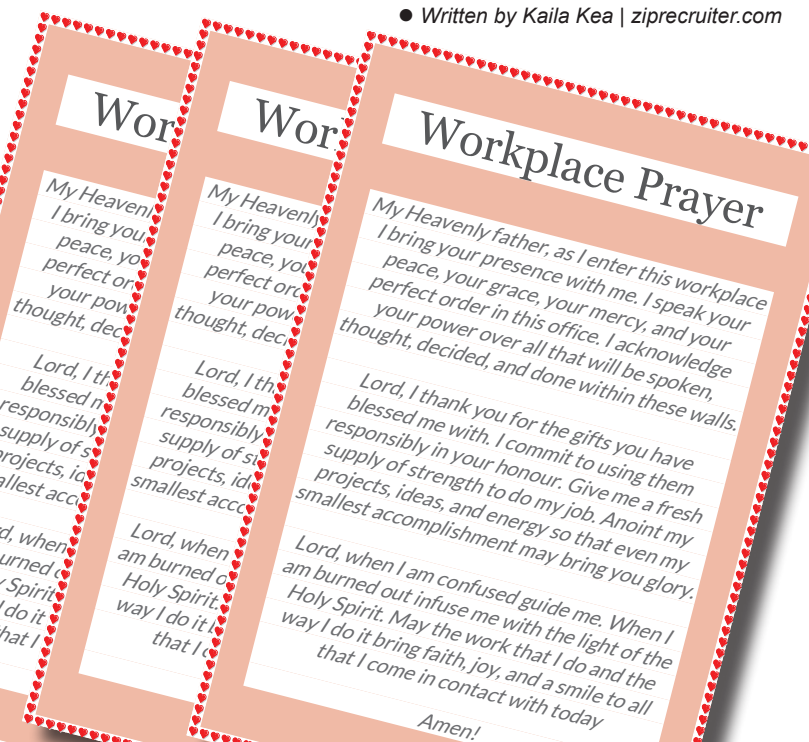 ● Written by Kaila Kea | ziprecruiter.com
Workplace Prayer
My Heavenly father, as I enter this workplace
I bring your presence with me. I speak your
peace, your grace, your mercy, and your
perfect order in this office. I acknowledge
your power over all that will be spoken,
thought, decided, and done within these walls.
Lord, I thank you for the gifts you have
blessed me with. I commit to using them
responsibly in your honour. Give me a fresh
supply of strength to do my job. Anoint my
projects, ideas, and energy so that even my
smallest accomplishment may bring you glory.
Lord, when I am confused guide me. When I
am burned out infuse me with the light of the
Holy Spirit. May the work that I do and the
way I do it bring faith, joy, and a smile to all
that I come in contact with today
Amen!